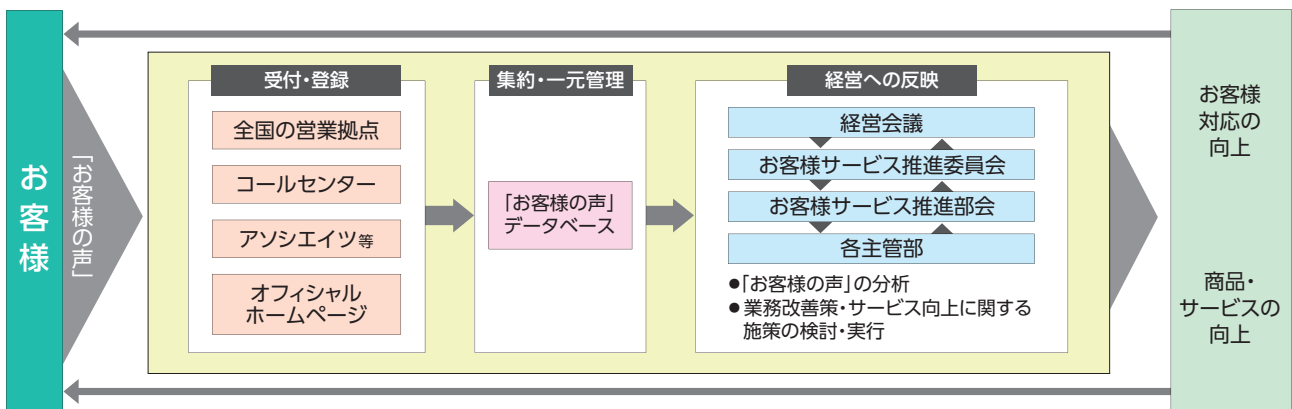 お客様
「お客様の声」
受付・登録
全国の営業拠点
コールセンター
アソシエイツ等
オフィシャル
ホームページ
集約・一元管理
「お客様の声」
データベース
経営への反映
経営会議
お客様サービス推進委員会
お客様サービス推進部会
各主管部
●「お客様の声」の分析
●業務改善策・サービス向上に関する
施策の検討・実行
お客様
対応の
向上
商品・
サービスの
向上